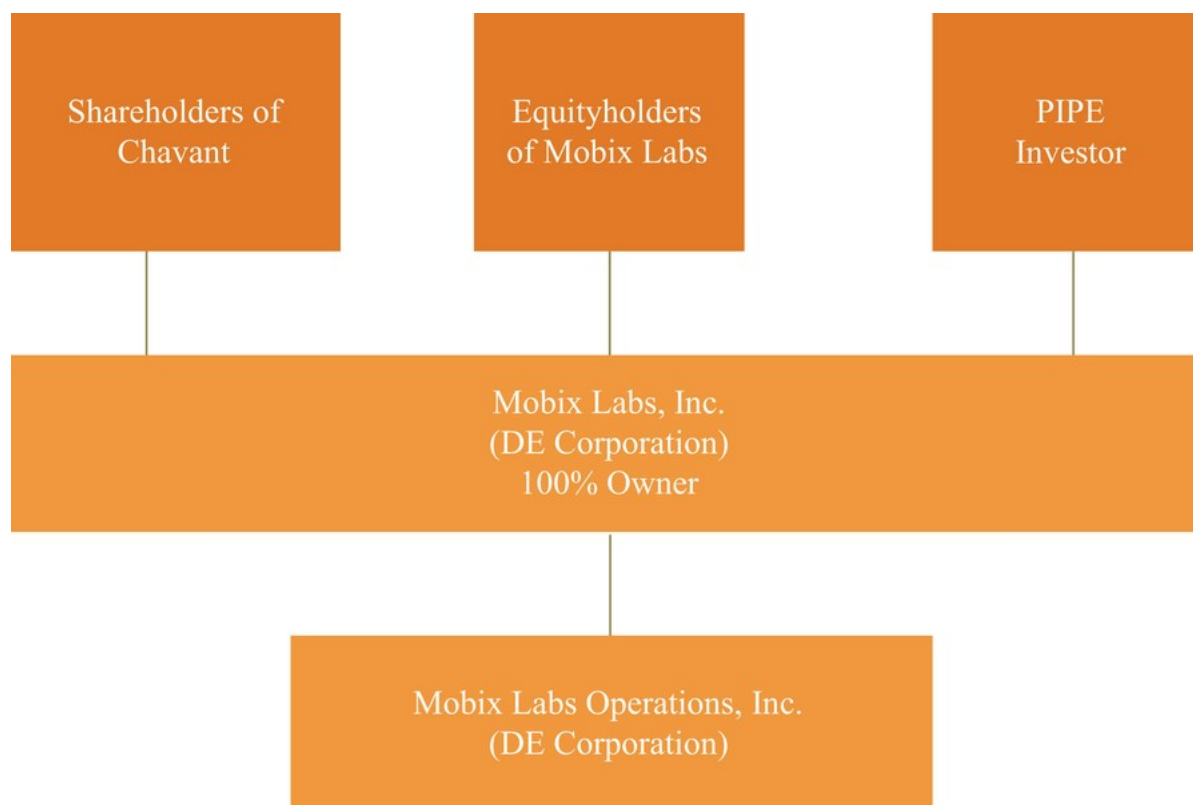 Shareholders of
Chavant
Equityholders
of Mobix Labs
PIPE
Investor
Mobix Labs, Inc.
(DE Corporation)
100% Owner
Mobix Labs Operations, Inc.
(DE Corporation)